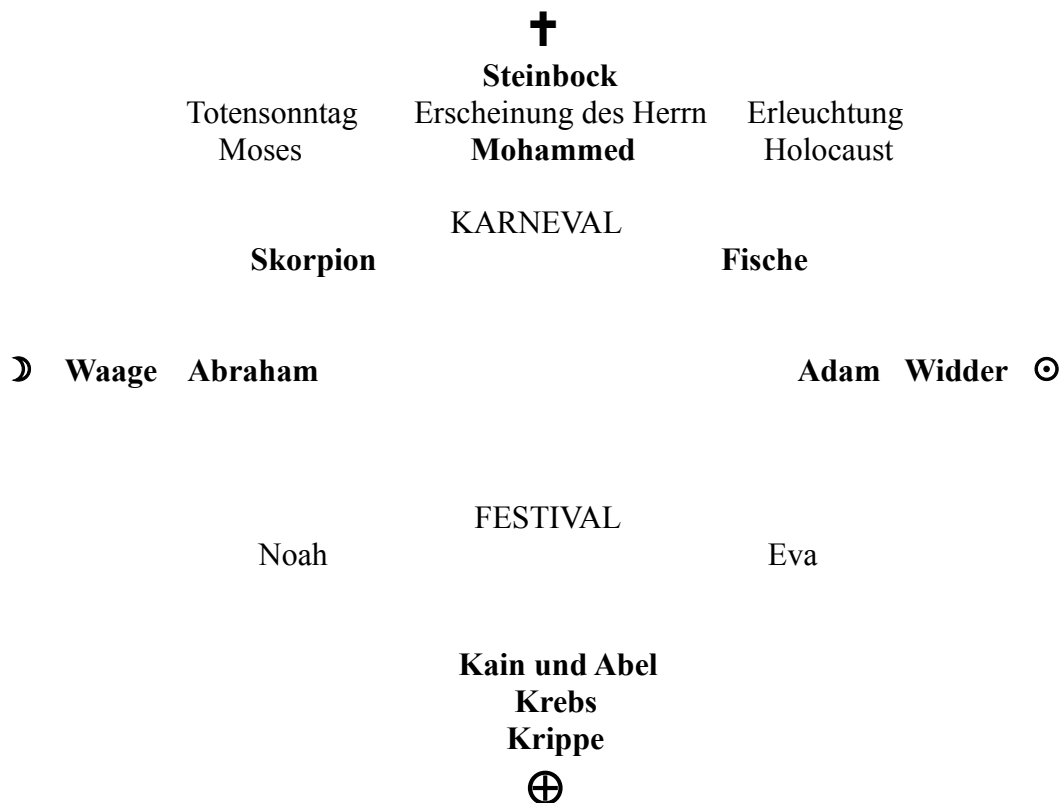 ✝
Steinbock
Totensonntag Erscheinung des Herrn Erleuchtung
Moses Mohammed Holocaust
KARNEVAL
Skorpion Fische
☽ Waage Abraham Adam Widder ☉
FESTIVAL
Noah Eva
Kain und Abel
Krebs
Krippe
⊕